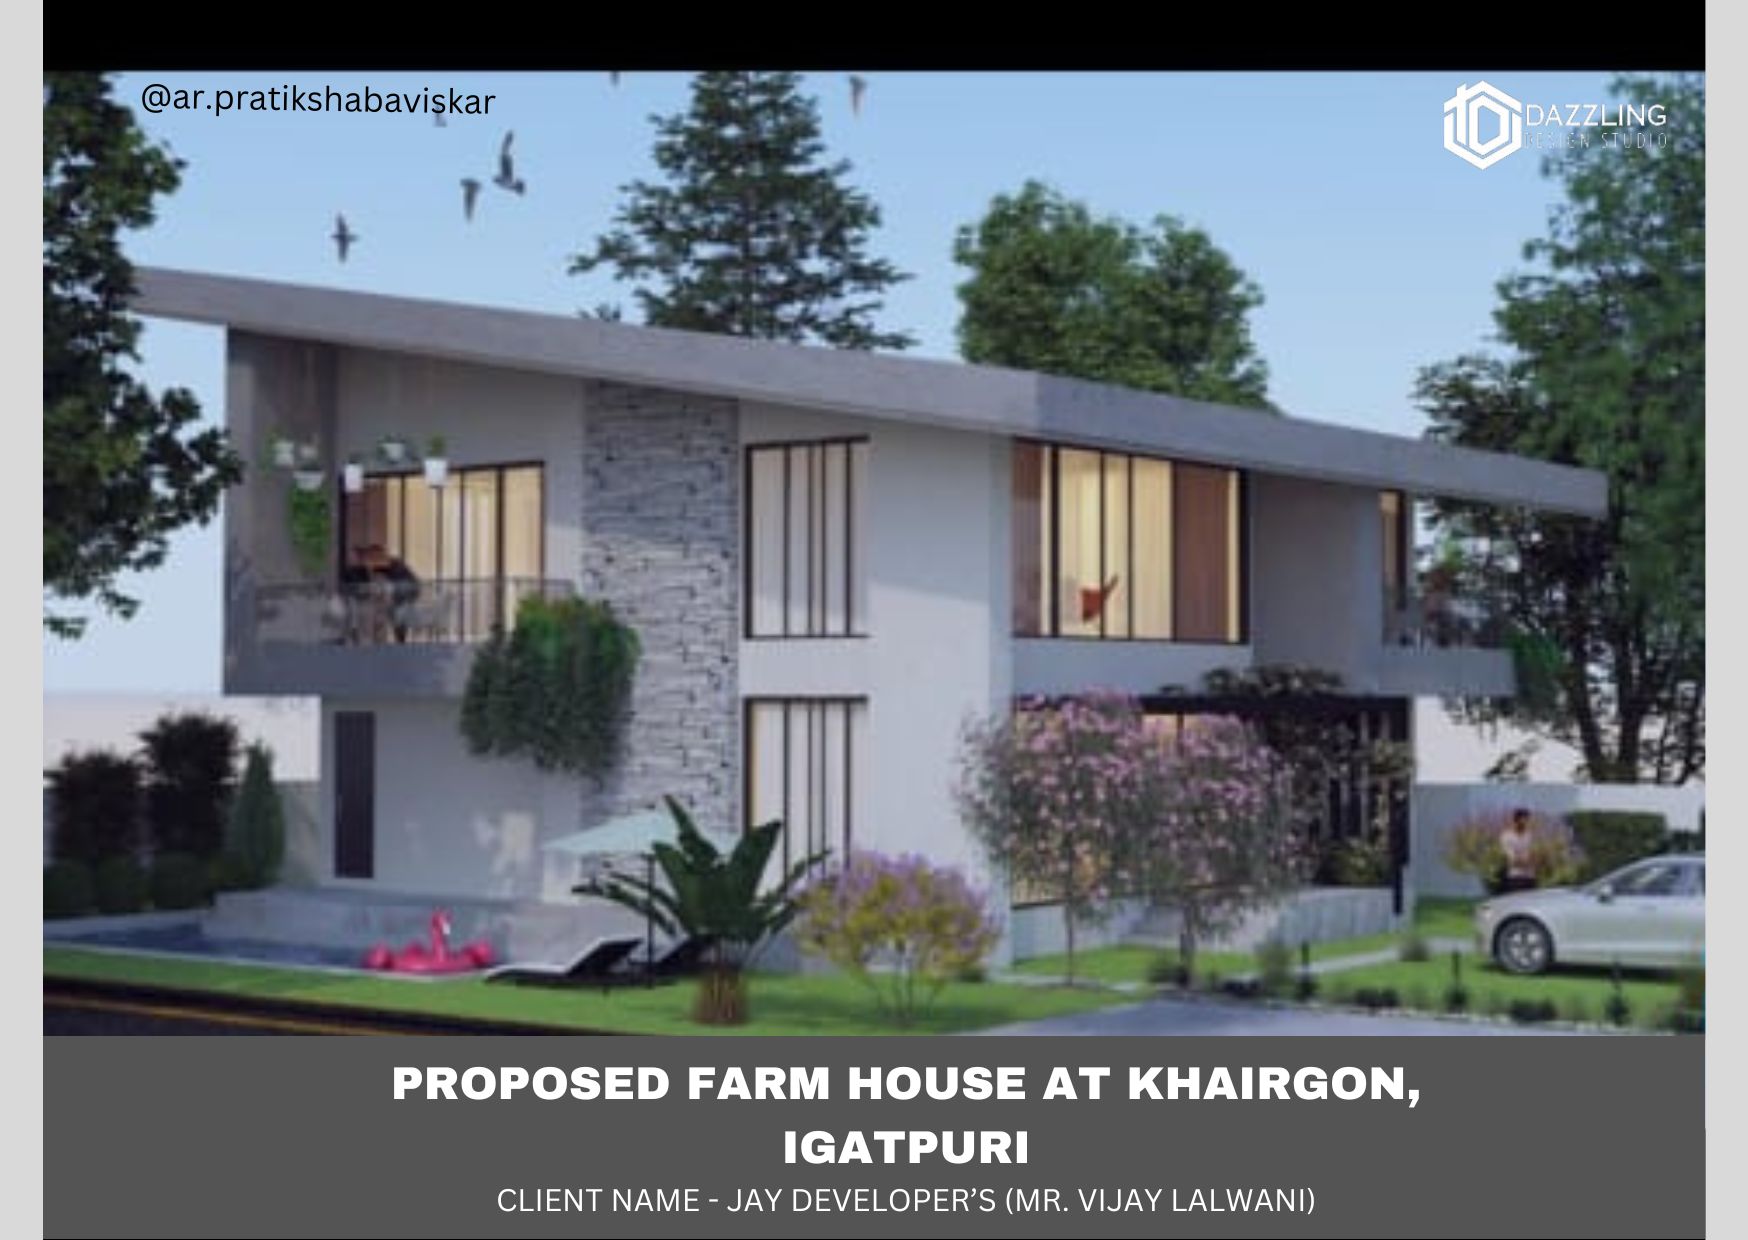 @ar.pratikshabaviskar
DAZZLING
DESIGN STUDIO
PROPOSED FARM HOUSE AT KHAIRGON,
IGATPURI
CLIENT NAME - JAY DEVELOPER’S (MR. VIJAY LALWANI)